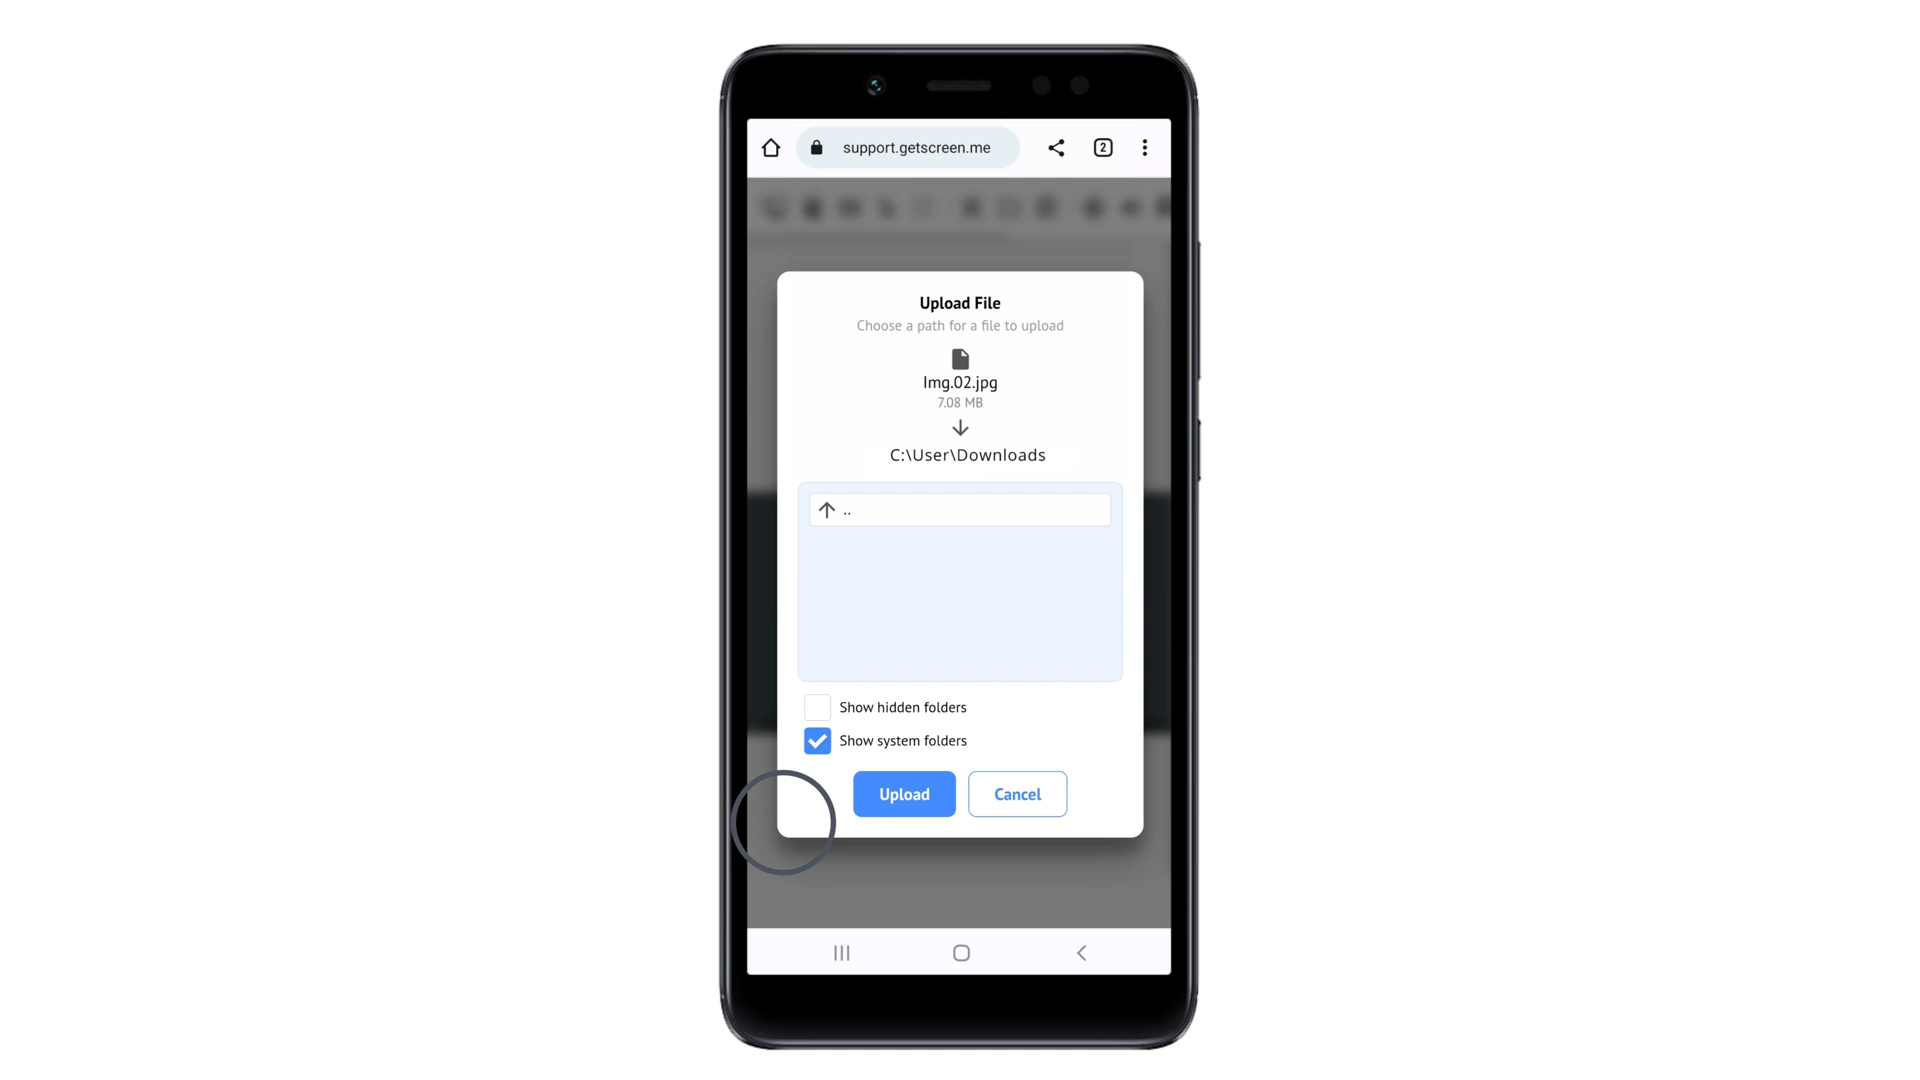 support.getscreen.me
2
Upload File
Choose a path for a file to upload
Img.02.jpg
7.08 MB
C:\User\Downloads
..
Show hidden folders
Show system folders
Upload
Cancel